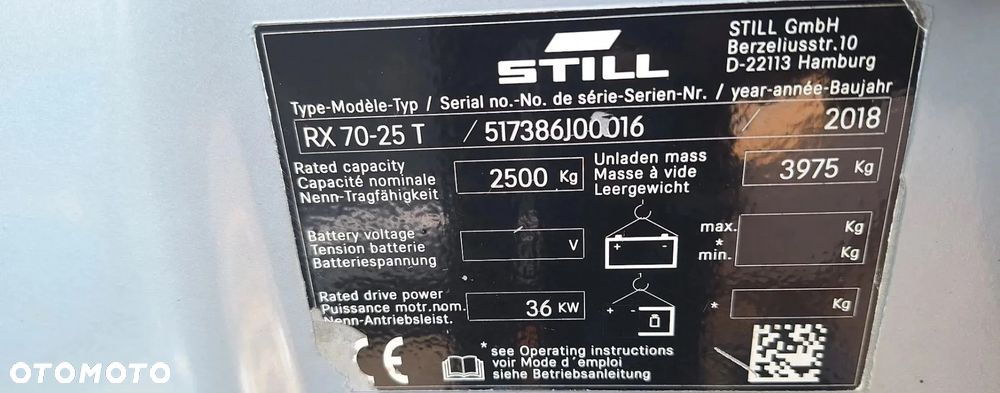 STILL
STILL GmbH
Berzeliusstr.10
D-22113 Hamburg
Type-Modèle-Typ / Serial no.-No. de série-Serien-Nr. / year-année-Baujahr
RX 70-25 T / 517386J00016 / 2018
Rated capacity
Capacité nominale
Nenn-Tragfähigkeit
2500 Kg
Unladen mass
Masse à vide
Leergewicht
3975 Kg
Battery voltage
Tension batterie
Batteriespannung
V
+ -
max.
*
min.
Kg
Kg
Rated drive power
Puissance motr.nom.
Nenn-Antriebsleist.
36 KW
+ -
*
Kg
CE
* see Operating instructions
voir Mode d´emploi
siehe Betriebsanleitung
OTOMOTO